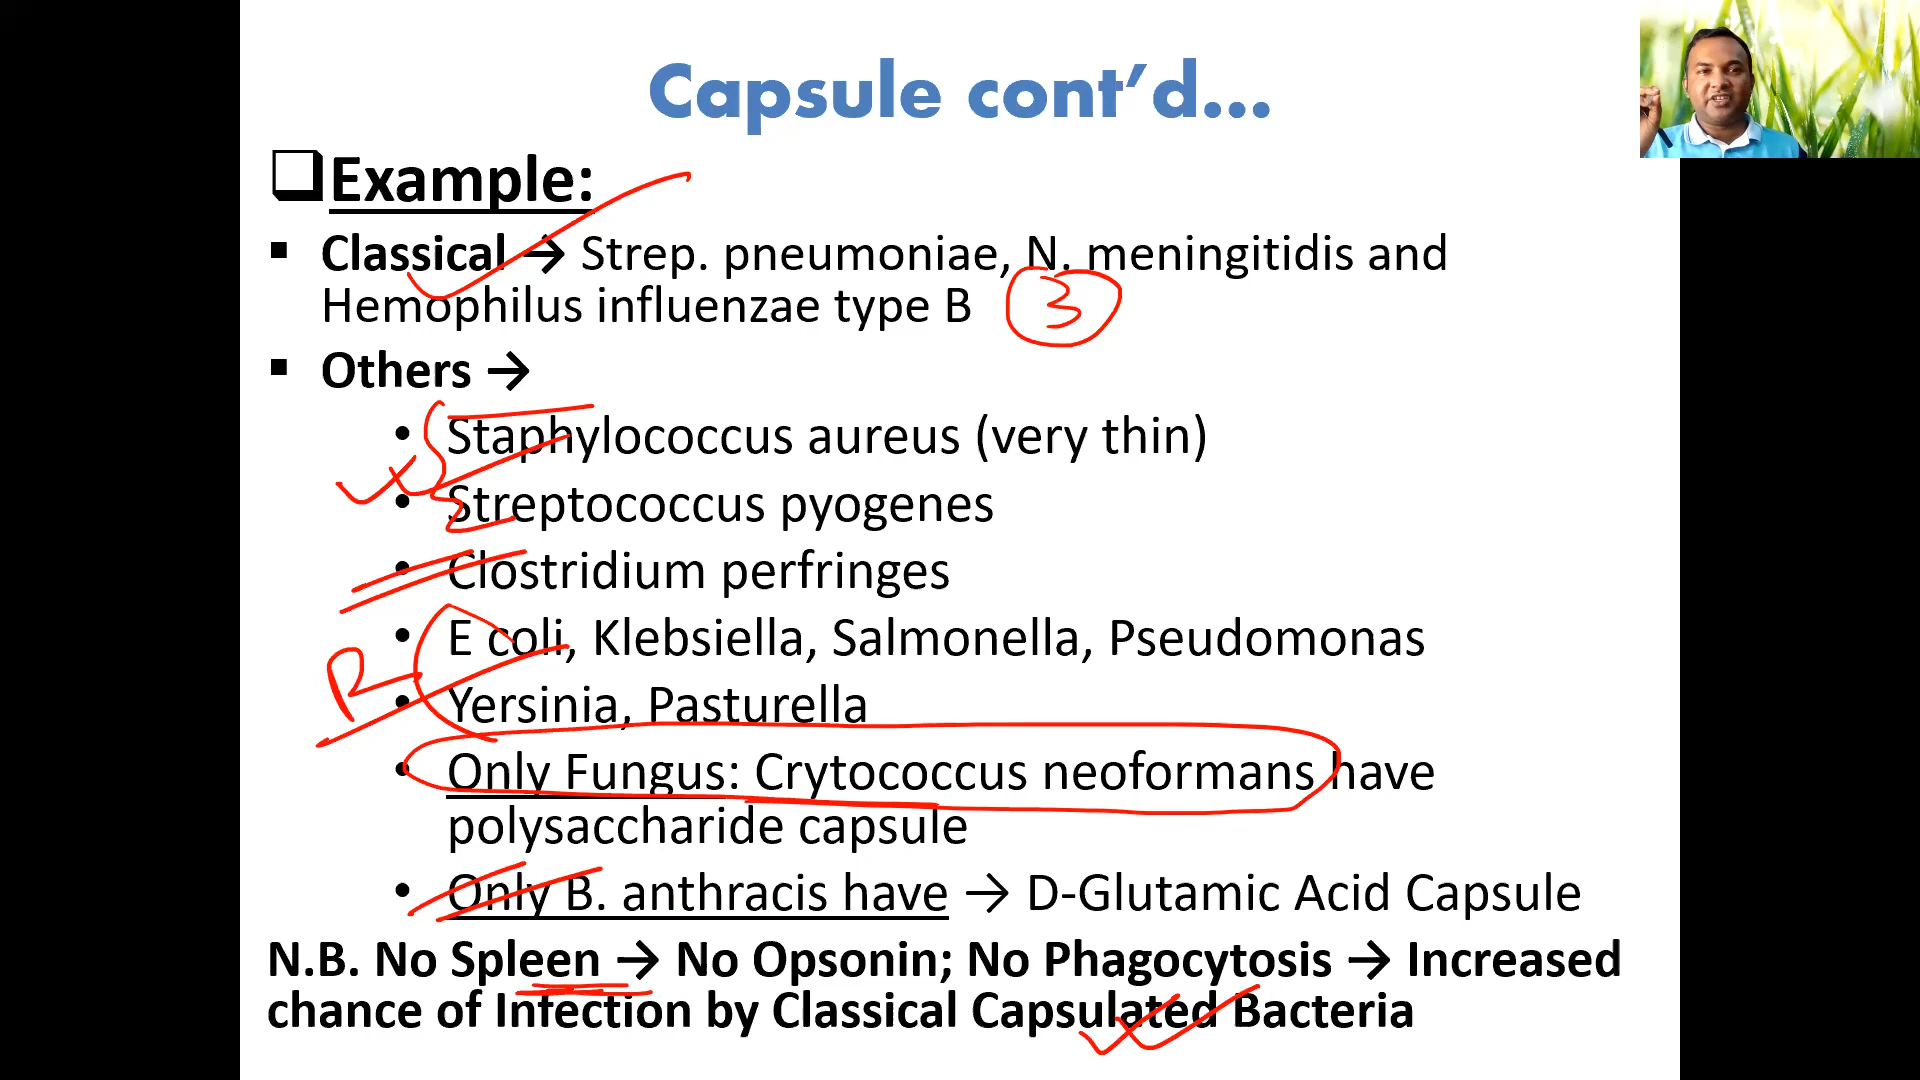 Capsule cont’d...
Example:
Classical → Strep. pneumoniae, N. meningitidis and
Hemophilus influenzae type B
3
Others →
Staphylococcus aureus (very thin)
Streptococcus pyogenes
Clostridium perfringes
E coli, Klebsiella, Salmonella, Pseudomonas
Yersinia, Pasturella
Only Fungus: Crytococcus neoformans have
polysaccharide capsule
Only B. anthracis have → D-Glutamic Acid Capsule
N.B. No Spleen → No Opsonin; No Phagocytosis → Increased
chance of Infection by Classical Capsulated Bacteria